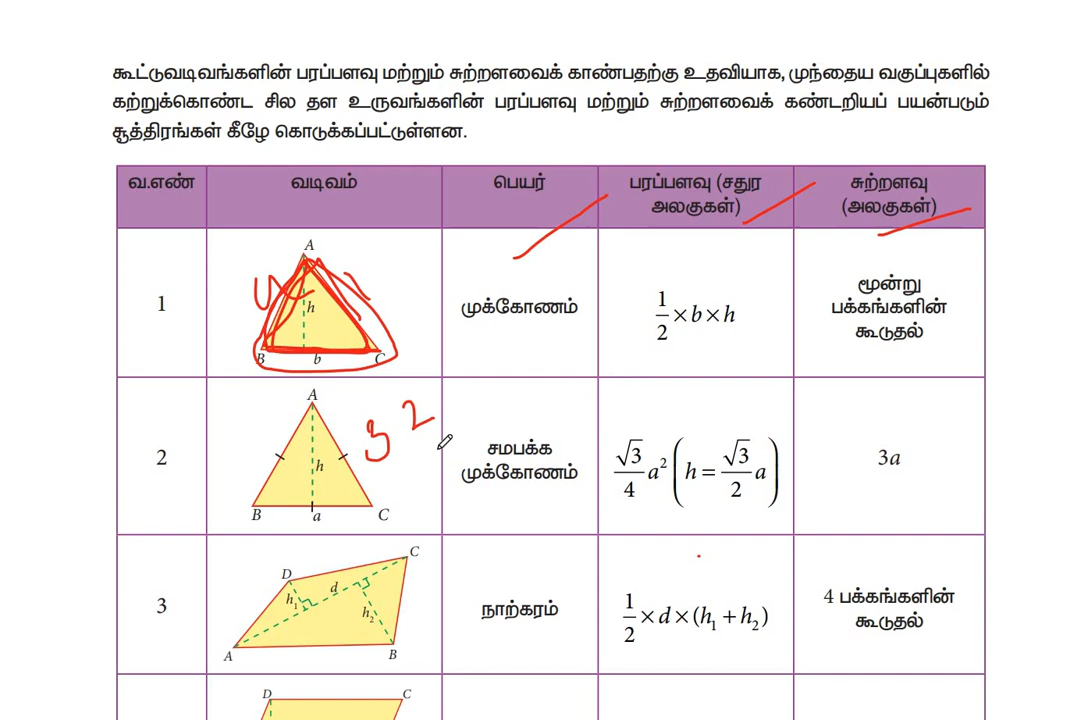 கூட்டுவடிவங்களின் பரப்பளவு மற்றும் சுற்றளவைக் காண்பதற்கு உதவியாக, முந்தைய வகுப்புகளில்
கற்றுக்கொண்ட சில தள உருவங்களின் பரப்பளவு மற்றும் சுற்றளவைக் கண்டறியப் பயன்படும்
சூத்திரங்கள் கீழே கொடுக்கப்பட்டுள்ளன.
வ.எண் வடிவம் பெயர் பரப்பளவு (சதுர அலகுகள்) சுற்றளவு (அலகுகள்)
1
A
h
B b C
முக்கோணம்
1/2 × b × h
மூன்று
பக்கங்களின்
கூடுதல்
2
A
h
B a C
3 2
சமபக்க
முக்கோணம்
√3/4 a² (h = √3/2 a)
3a
3
C
D
d
h₁
h₂
A B
நாற்கரம்
1/2 × d × (h₁ + h₂)
4 பக்கங்களின்
கூடுதல்
D C